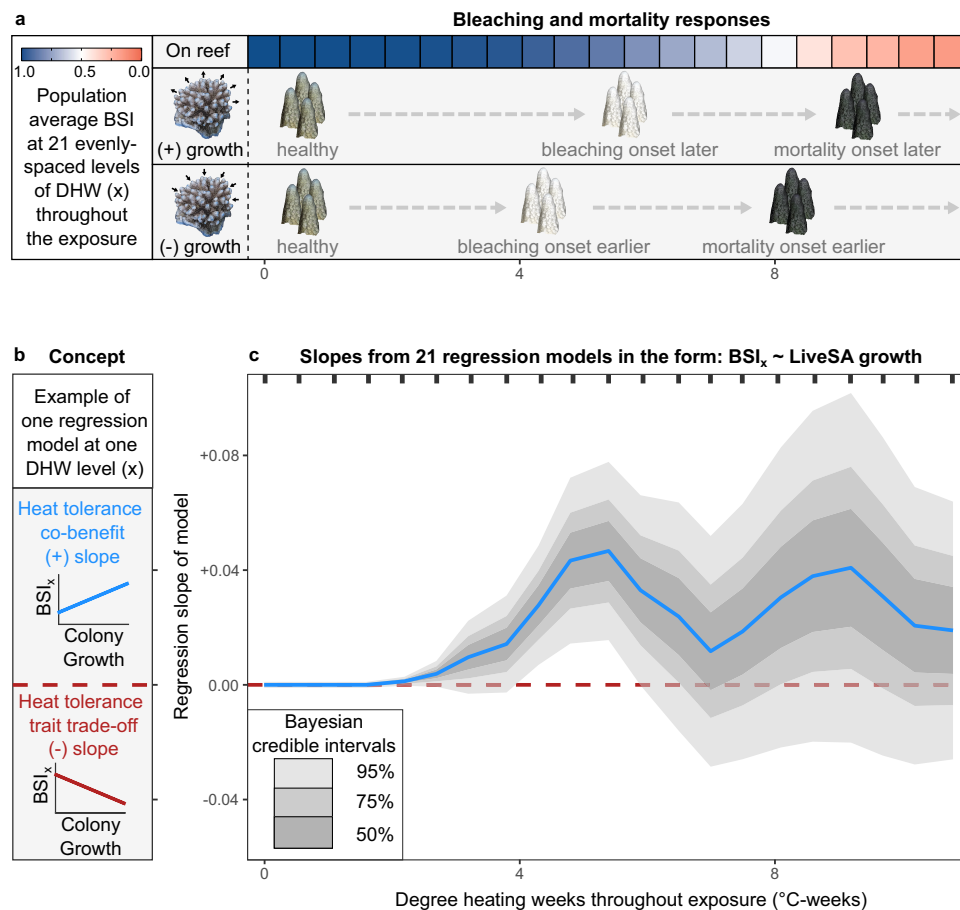 a
Bleaching and mortality responses
1.0 0.5 0.0
Population
average BSI
at 21 evenly-
spaced levels
of DHW (x)
throughout
the exposure
On reef
(+) growth
healthy
bleaching onset later
mortality onset later
(-) growth
healthy
bleaching onset earlier
mortality onset earlier
0 4 8
b Concept
Example of
one regression
model at one
DHW level (x)
Heat tolerance
co-benefit
(+) slope
BSIₓ
Colony
Growth
Heat tolerance
trait trade-off
(-) slope
BSIₓ
Colony
Growth
c Slopes from 21 regression models in the form: BSIₓ ~ LiveSA growth
Regression slope of model
+0.08
+0.04
0.00
-0.04
Bayesian
credible intervals
95%
75%
50%
0 4 8
Degree heating weeks throughout exposure (°C-weeks)